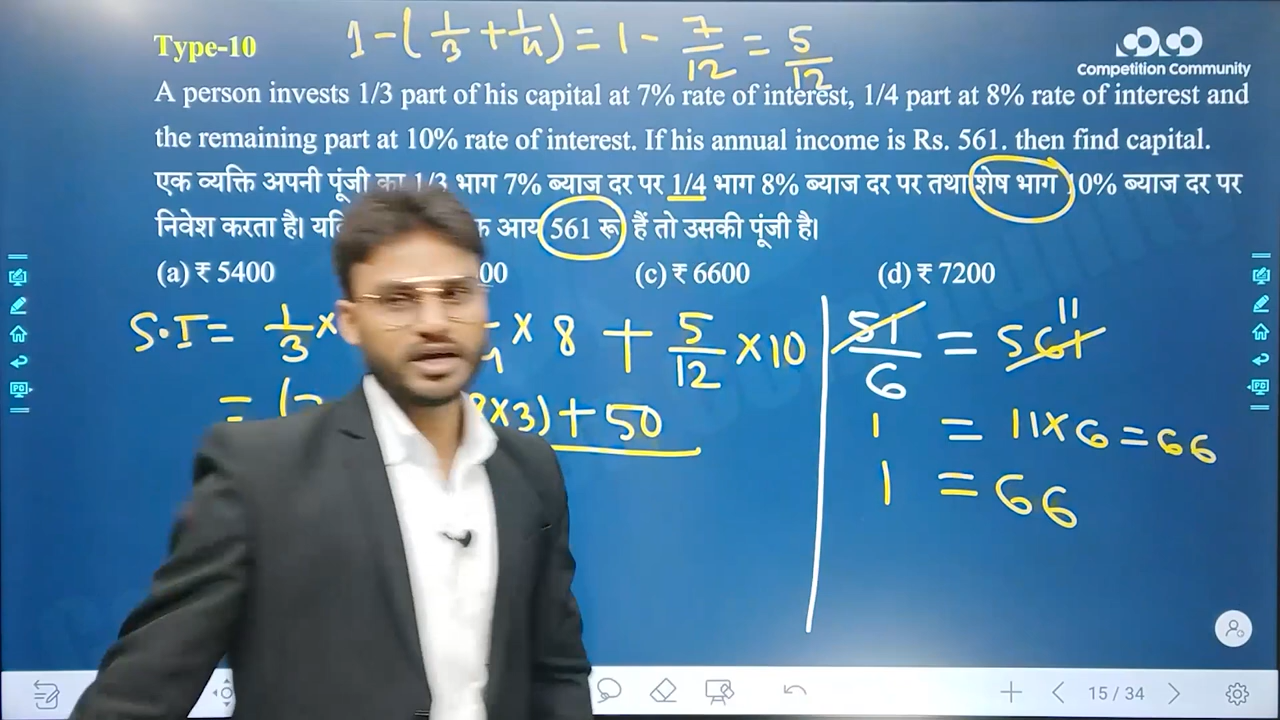 Type-10
1-(1/3+1/4)=1-7/12=5/12
Competition Community
A person invests 1/3 part of his capital at 7% rate of interest, 1/4 part at 8% rate of interest and
the remaining part at 10% rate of interest. If his annual income is Rs. 561. then find capital.
एक व्यक्ति अपनी पूंजी का 1/3 भाग 7% ब्याज दर पर 1/4 भाग 8% ब्याज दर पर तथा शेष भाग 10% ब्याज दर पर
निवेश करता है। आय 561 रू हैं तो उसकी पूंजी है।
(a) ₹ 5400 00 (c) ₹ 6600 (d) ₹ 7200
S.I= 1/3× ×8+5/12×10
= ×3)+50
51/6=561 11
1=11×6=66
1=66
15 / 34